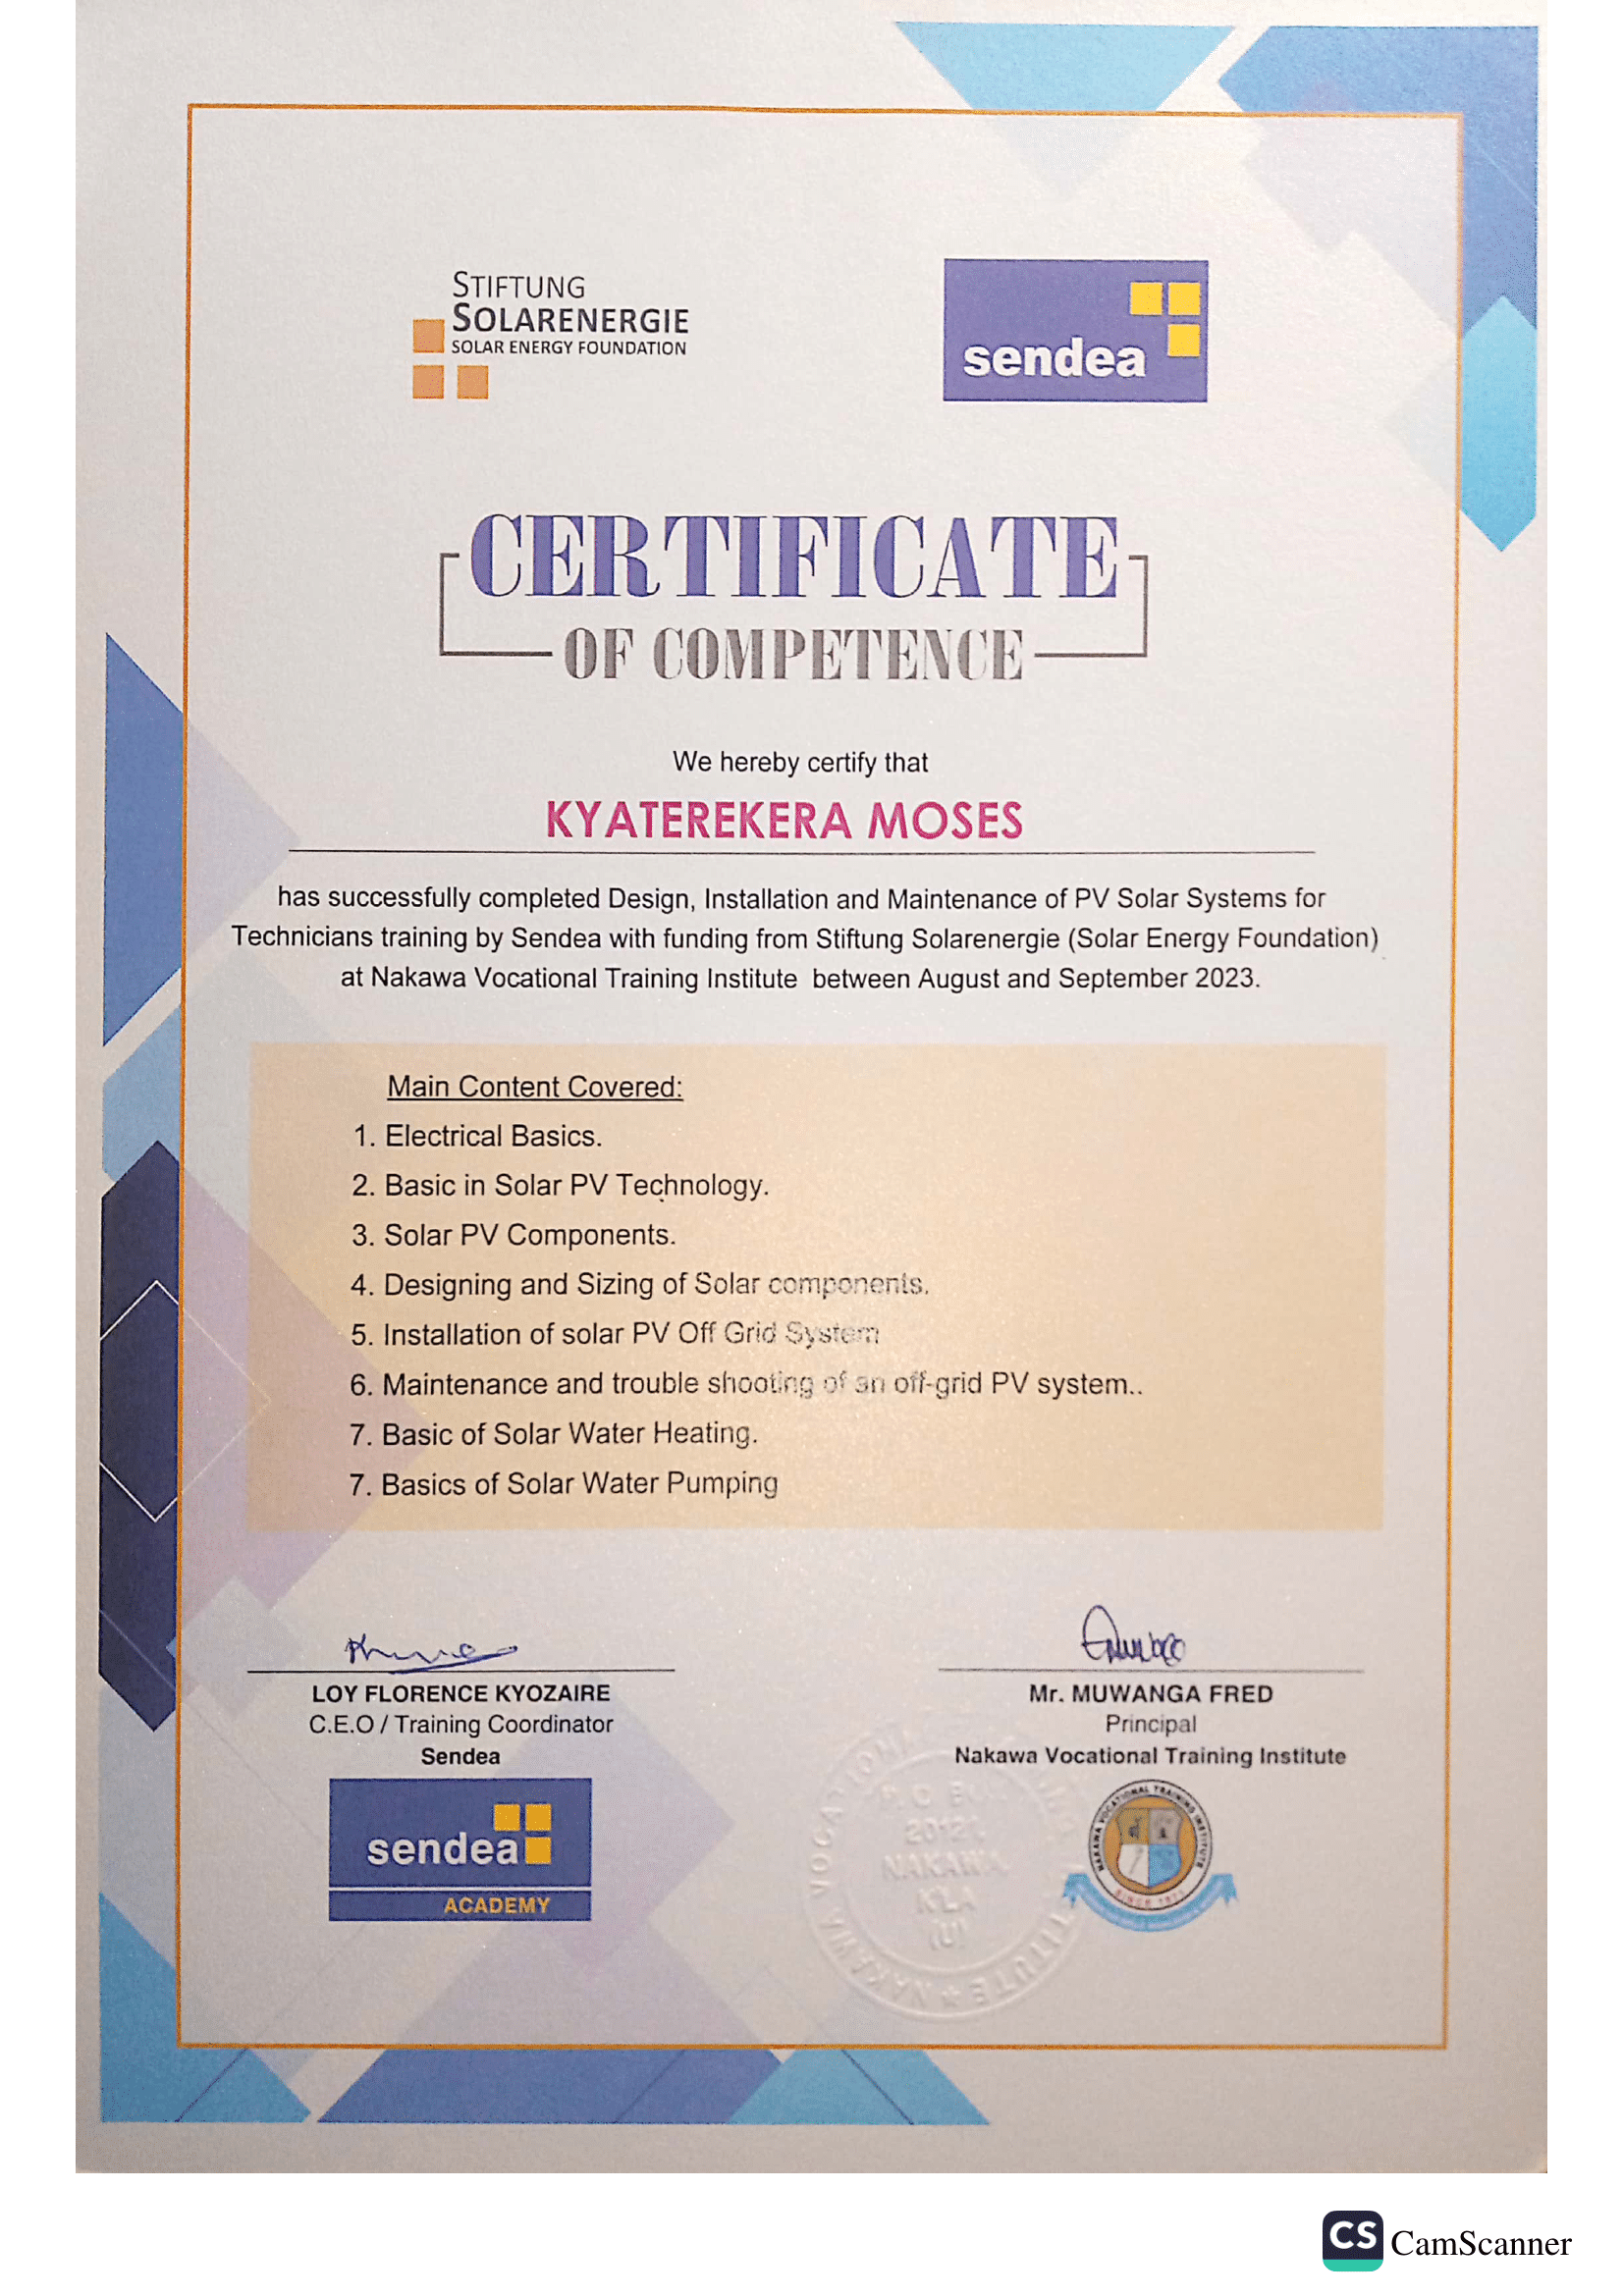 STIFTUNG
SOLARENERGIE
SOLAR ENERGY FOUNDATION
sendea
CERTIFICATE
OF COMPETENCE
We hereby certify that
KYATEREKERA MOSES
has successfully completed Design, Installation and Maintenance of PV Solar Systems for
Technicians training by Sendea with funding from Stiftung Solarenergie (Solar Energy Foundation)
at Nakawa Vocational Training Institute between August and September 2023.
Main Content Covered:
1. Electrical Basics.
2. Basic in Solar PV Technology.
3. Solar PV Components.
4. Designing and Sizing of Solar components.
5. Installation of solar PV Off Grid System
6. Maintenance and trouble shooting of an off-grid PV system..
7. Basic of Solar Water Heating.
7. Basics of Solar Water Pumping
LOY FLORENCE KYOZAIRE
C.E.O / Training Coordinator
Sendea
sendea
ACADEMY
Mr. MUWANGA FRED
Principal
Nakawa Vocational Training Institute
NAKAWA VOCATIONAL TRAINING INSTITUTE
SINCE 1971
NAKAWA VOCATIONAL
TITUTE
P.O BOX
2012
NAKAWA
K'LA
(U)
CS CamScanner